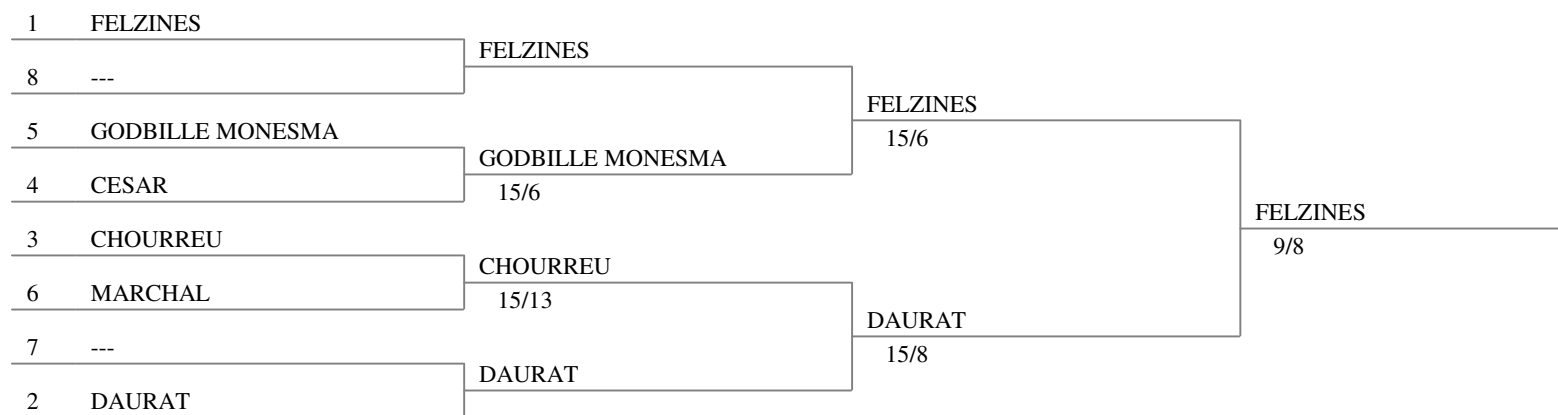 1 FELZINES
FELZINES
8 ---
FELZINES
15/6
5 GODBILLE MONESMA
GODBILLE MONESMA
15/6
4 CESAR
FELZINES
9/8
3 CHOURREU
CHOURREU
15/13
6 MARCHAL
DAURAT
15/8
7 ---
DAURAT
2 DAURAT